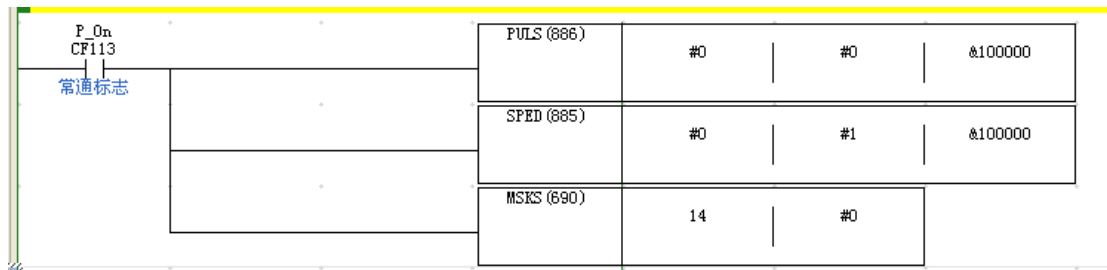 P_On
CF113
常通标志
PULS(886)
#0
#0
&100000
SPED(885)
#0
#1
&100000
MSKS(690)
14
#0